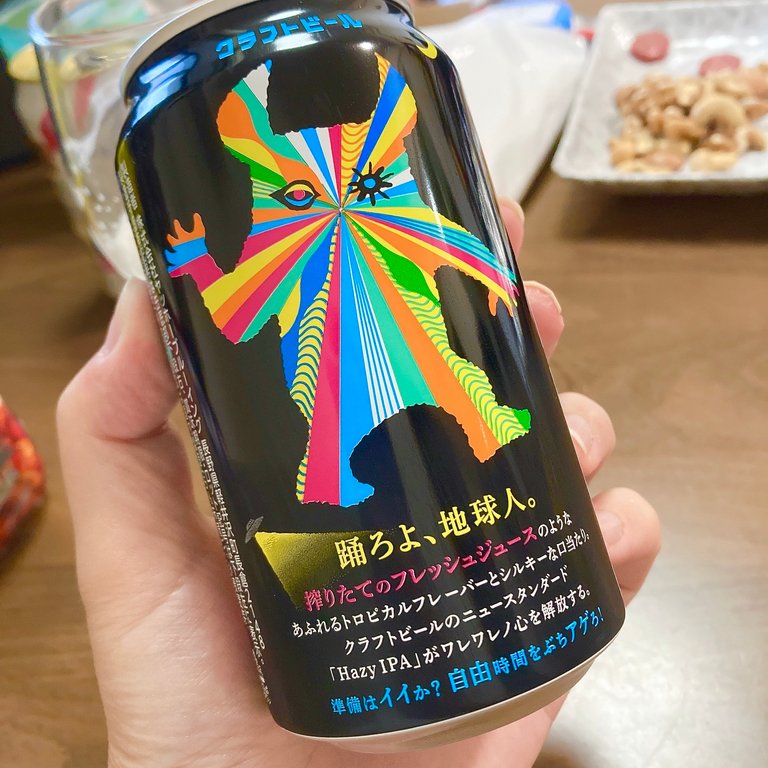 クラフトビール
踊ろよ、地球人。
搾りたてのフレッシュジュースのような
あふれるトロピカルフレーバーとシルキーな口当たり。
クラフトビールのニュースタンダード
「Hazy IPA」がワレワレノ心を解放する。
準備はイイか? 自由時間をぶちアゲろ!